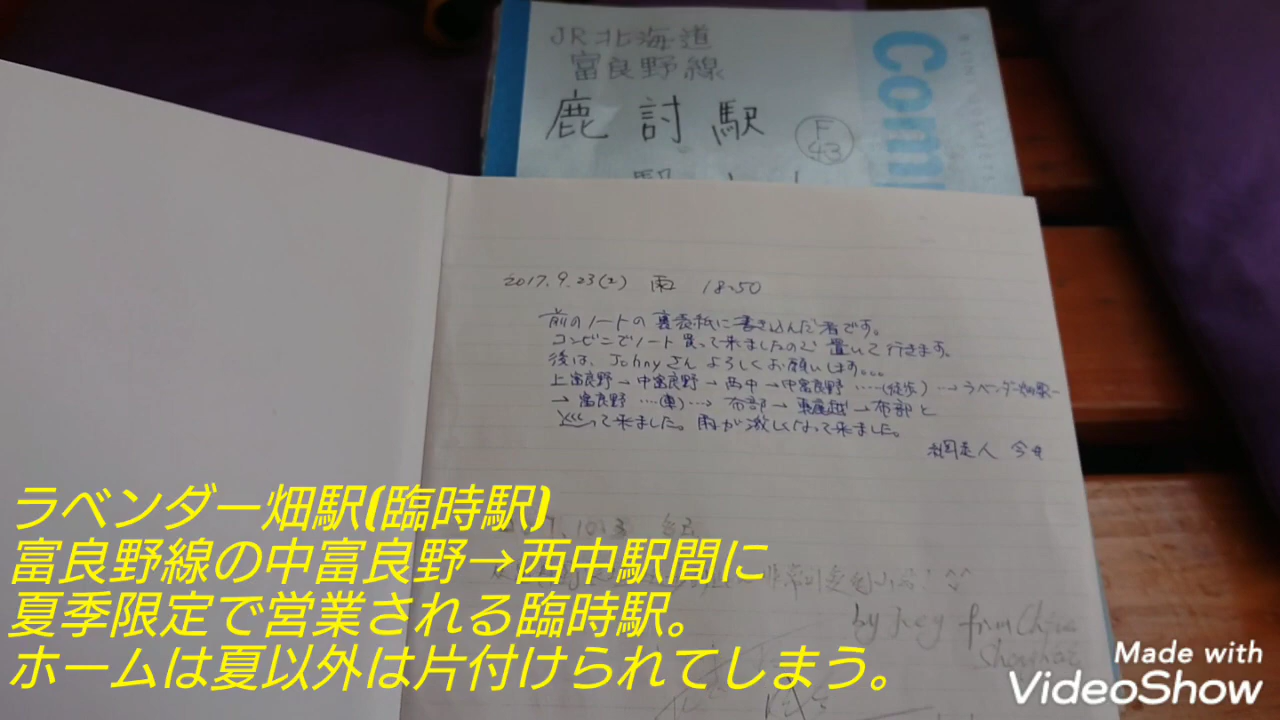 JR北海道
富良野線
鹿討駅
F
43
Com
2017.9.23(土) 雨 18:50
前のノートの裏表紙に書き込んだ者です。
コンビニでノート買って来ましたので置いて行きます。
後は、Johnyさんよろしくお願いします。。。
上富良野→中富良野→西中→中富良野 ……(徒歩) …→ラベンダー畑
→富良野 …(車)…→ 布部→東鹿越→布部と
巡って来ました。雨が激しくなって来ました。
今井
by from
ラベンダー畑駅(臨時駅)
富良野線の中富良野→西中駅間に
夏季限定で営業される臨時駅。
ホームは夏以外は片付けられてしまう。
Made with
VideoShow